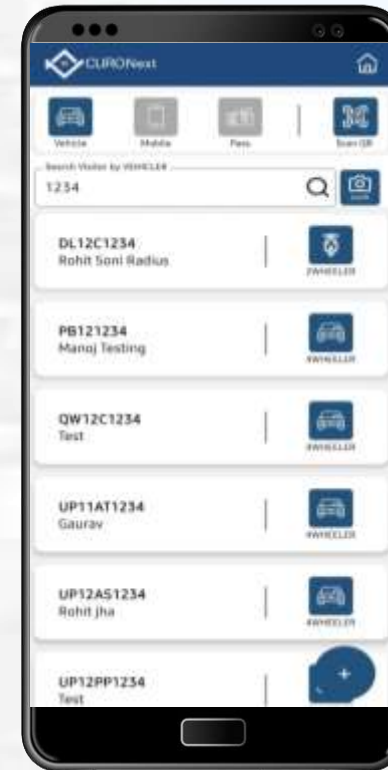 CURONext
Vehicle
Mobile
Pass
Scan QR
Search Visitor by VEHICLE#
1234
DL12C1234
Rohit Soni Radius
2WHEELER
PB121234
Manoj Testing
4WHEELER
QW12C1234
Test
4WHEELER
UP11AT1234
Gaurav
4WHEELER
UP12AS1234
Rohit Jha
4WHEELER
UP12PP1234
Test
+